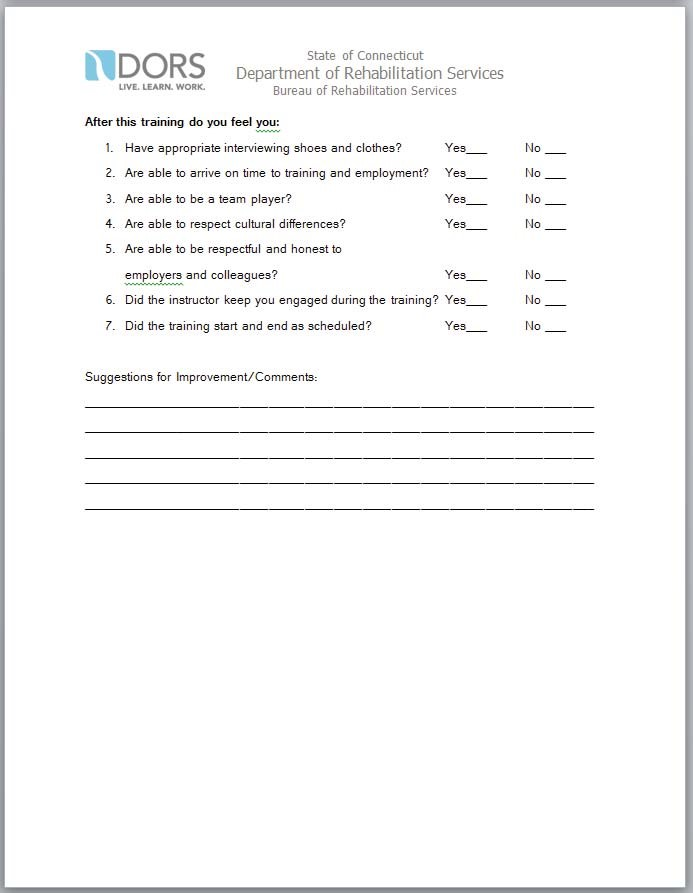 DORS
LIVE. LEARN. WORK.
State of Connecticut
Department of Rehabilitation Services
Bureau of Rehabilitation Services
After this training do you feel you:
1. Have appropriate interviewing shoes and clothes? Yes___ No ___
2. Are able to arrive on time to training and employment? Yes___ No ___
3. Are able to be a team player? Yes___ No ___
4. Are able to respect cultural differences? Yes___ No ___
5. Are able to be respectful and honest to
employers and colleagues? Yes___ No ___
6. Did the instructor keep you engaged during the training? Yes___ No ___
7. Did the training start and end as scheduled? Yes___ No ___
Suggestions for Improvement/Comments: